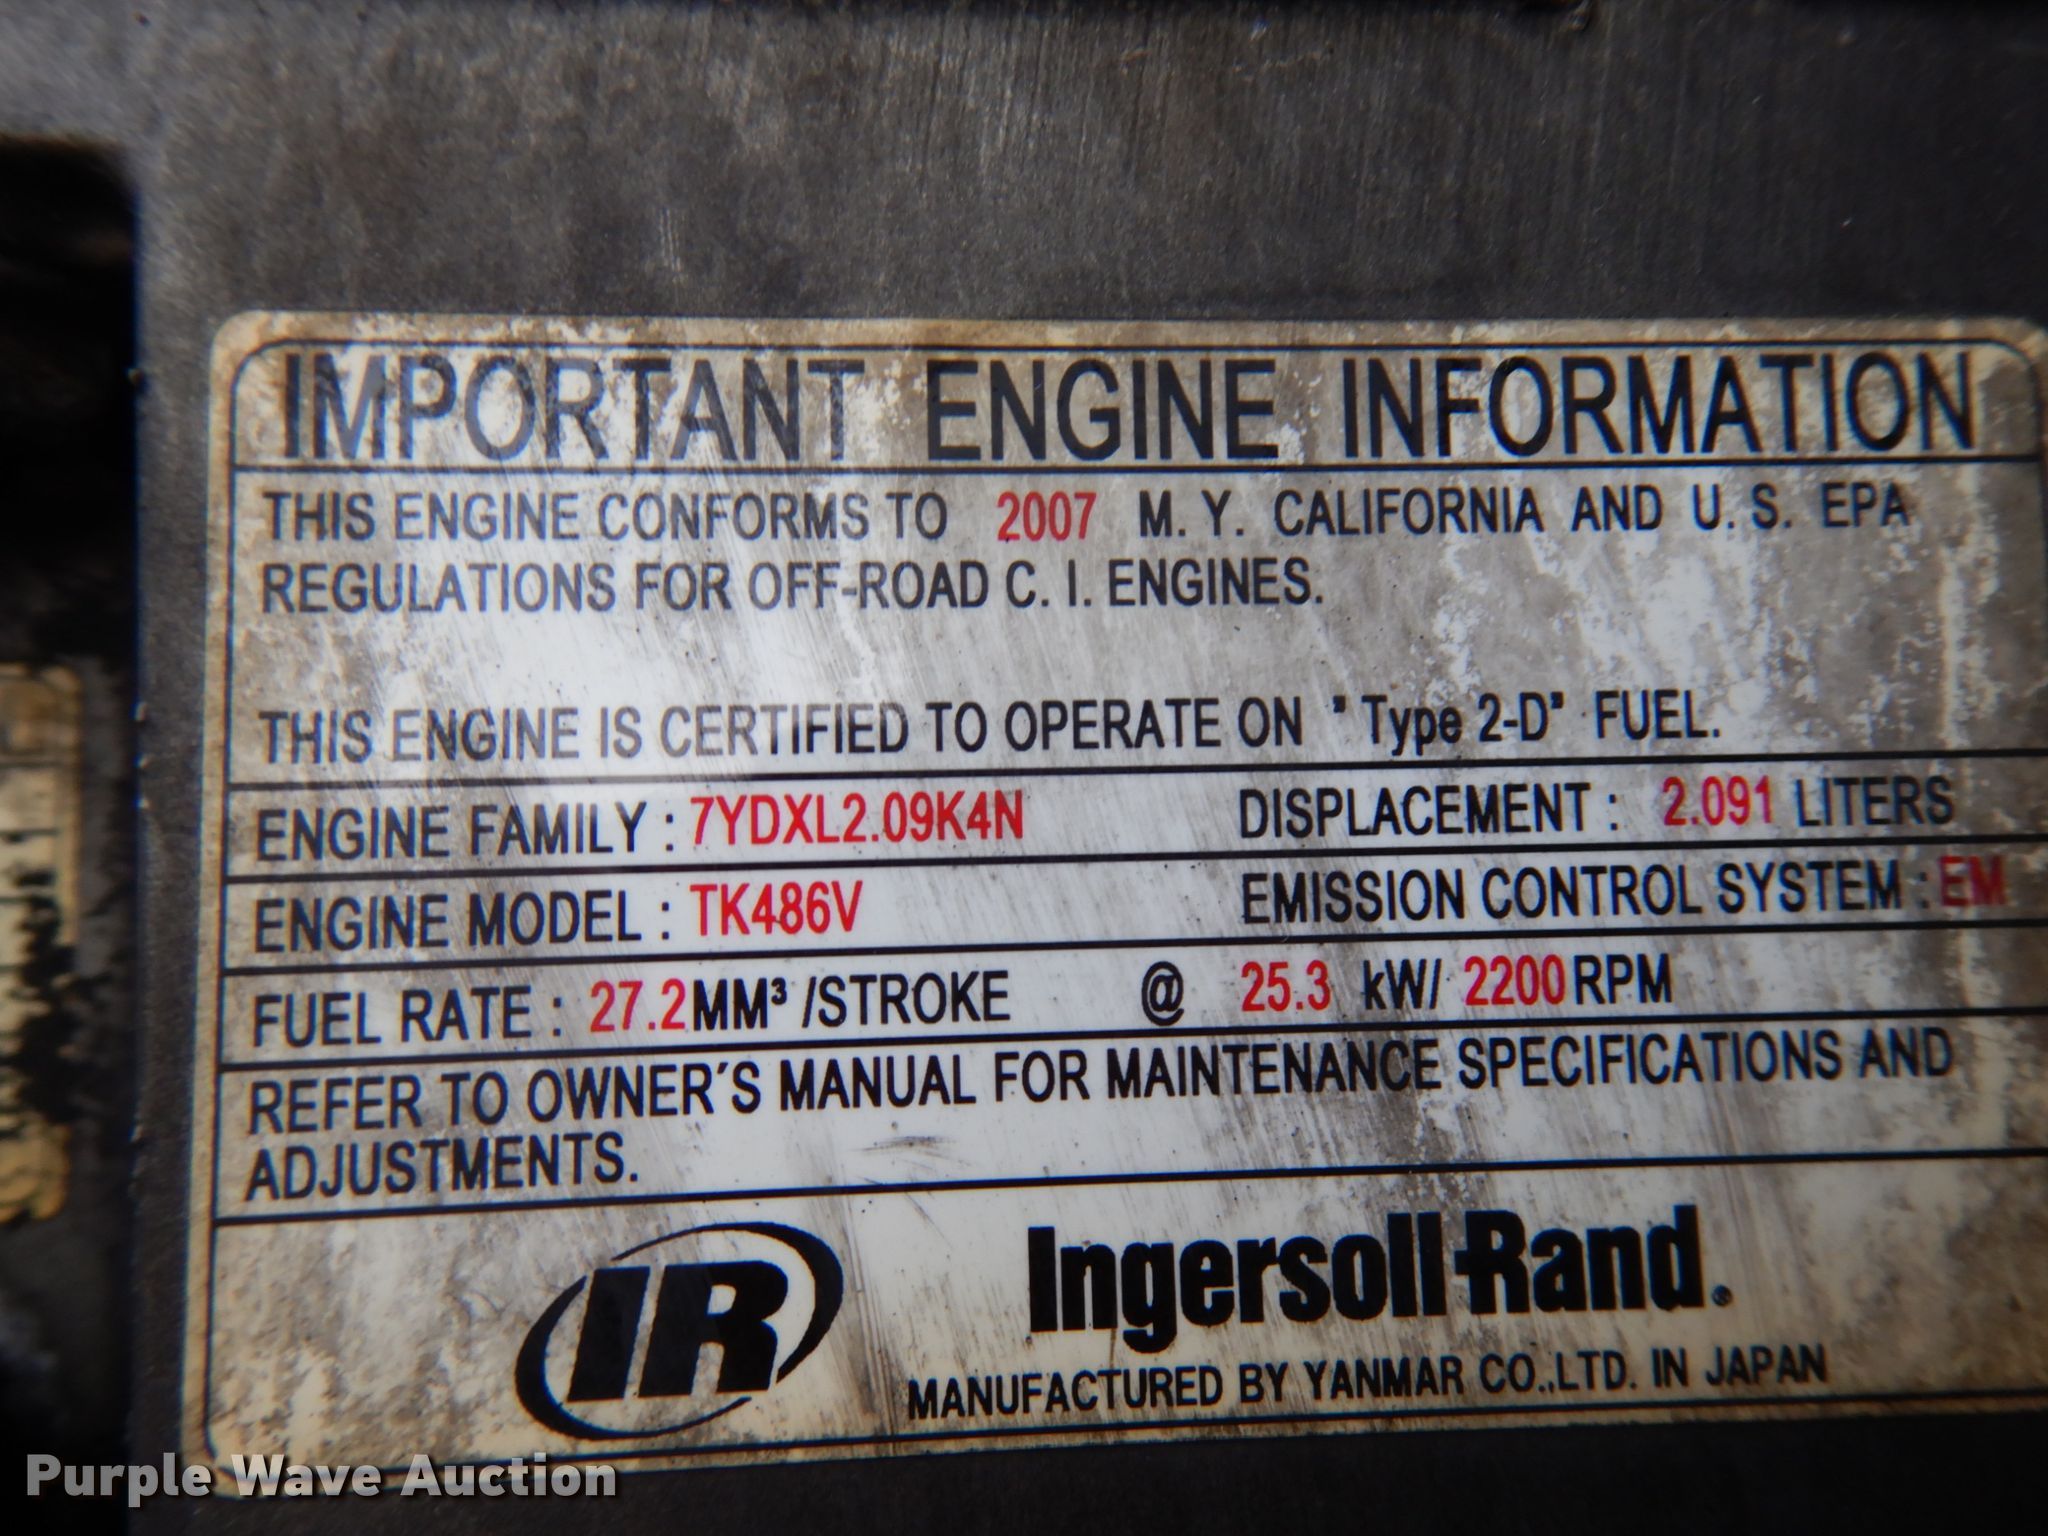 IMPORTANT ENGINE INFORMATION
THIS ENGINE CONFORMS TO 2007 M. Y. CALIFORNIA AND U. S. EPA
REGULATIONS FOR OFF-ROAD C. I. ENGINES.
THIS ENGINE IS CERTIFIED TO OPERATE ON "Type 2-D" FUEL.
ENGINE FAMILY : 7YDXL2.09K4N DISPLACEMENT : 2.091 LITERS
ENGINE MODEL : TK486V EMISSION CONTROL SYSTEM : EM
FUEL RATE : 27.2MM³ /STROKE @ 25.3 kW/ 2200RPM
REFER TO OWNER´S MANUAL FOR MAINTENANCE SPECIFICATIONS AND
ADJUSTMENTS.
IR Ingersoll-Rand®
MANUFACTURED BY YANMAR CO.,LTD. IN JAPAN
Purple Wave Auction